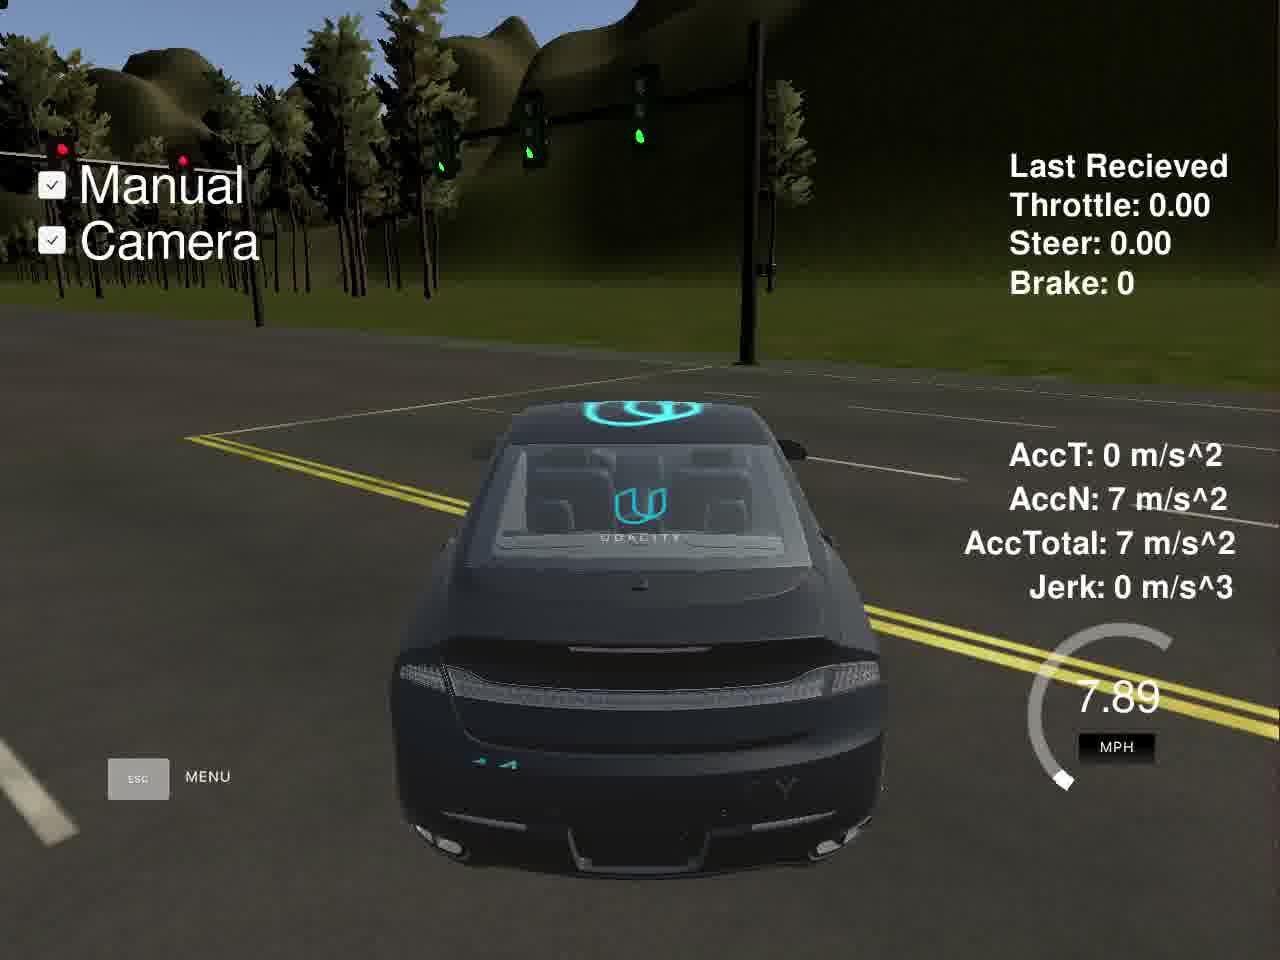 Manual
Camera
Last Recieved
Throttle: 0.00
Steer: 0.00
Brake: 0
AccT: 0 m/s^2
AccN: 7 m/s^2
AccTotal: 7 m/s^2
Jerk: 0 m/s^3
UDACITY
7.89
MPH
ESC MENU